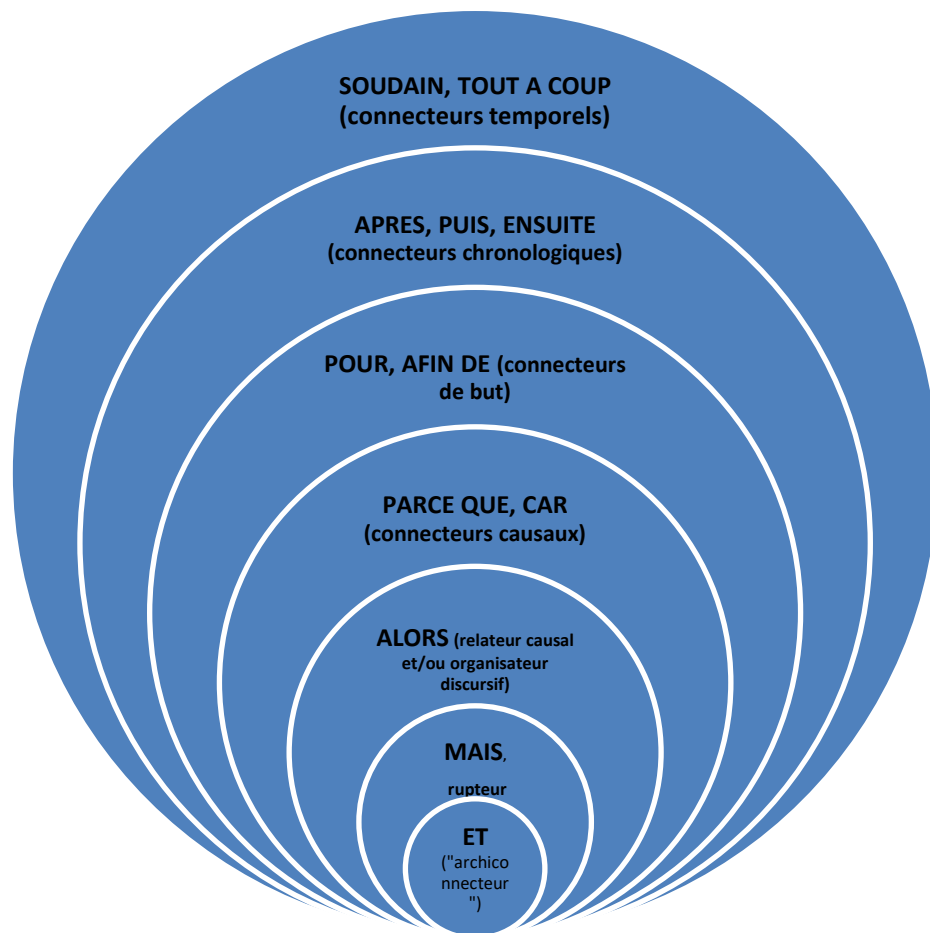 SOUDAIN, TOUT A COUP
(connecteurs temporels)
APRES, PUIS, ENSUITE
(connecteurs chronologiques)
POUR, AFIN DE (connecteurs
de but)
PARCE QUE, CAR
(connecteurs causaux)
ALORS (relateur causal
et/ou organisateur
discursif)
MAIS,
rupteur
ET
("archico
nnecteur
")